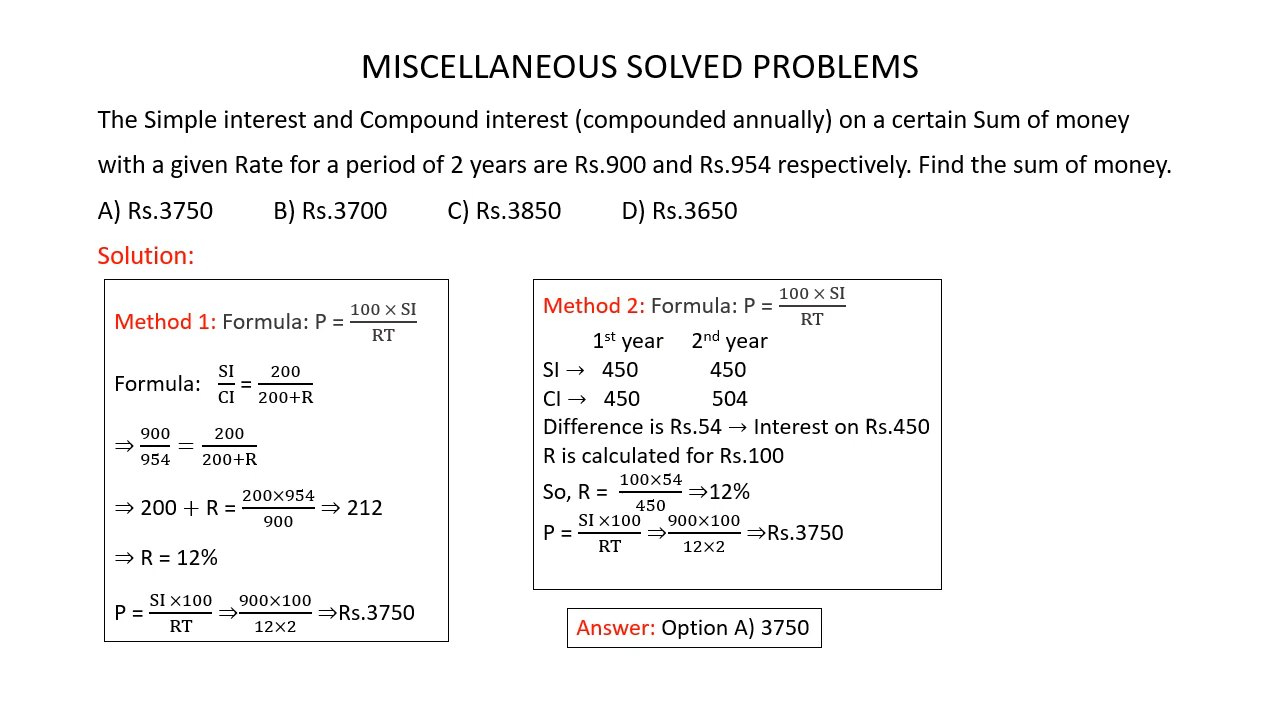 MISCELLANEOUS SOLVED PROBLEMS
The Simple interest and Compound interest (compounded annually) on a certain Sum of money
with a given Rate for a period of 2 years are Rs.900 and Rs.954 respectively. Find the sum of money.
A) Rs.3750 B) Rs.3700 C) Rs.3850 D) Rs.3650
Solution:
Method 1: Formula: P = (100 × SI)/RT
Formula: SI/CI = 200/(200+R)
⇒ 900/954 = 200/(200+R)
⇒ 200 + R = (200×954)/900 ⇒ 212
⇒ R = 12%
P = (SI ×100)/RT ⇒ (900×100)/(12×2) ⇒Rs.3750
Method 2: Formula: P = (100 × SI)/RT
1st year 2nd year
SI → 450 450
CI → 450 504
Difference is Rs.54 → Interest on Rs.450
R is calculated for Rs.100
So, R = (100×54)/450 ⇒12%
P = (SI ×100)/RT ⇒ (900×100)/(12×2) ⇒Rs.3750
Answer: Option A) 3750